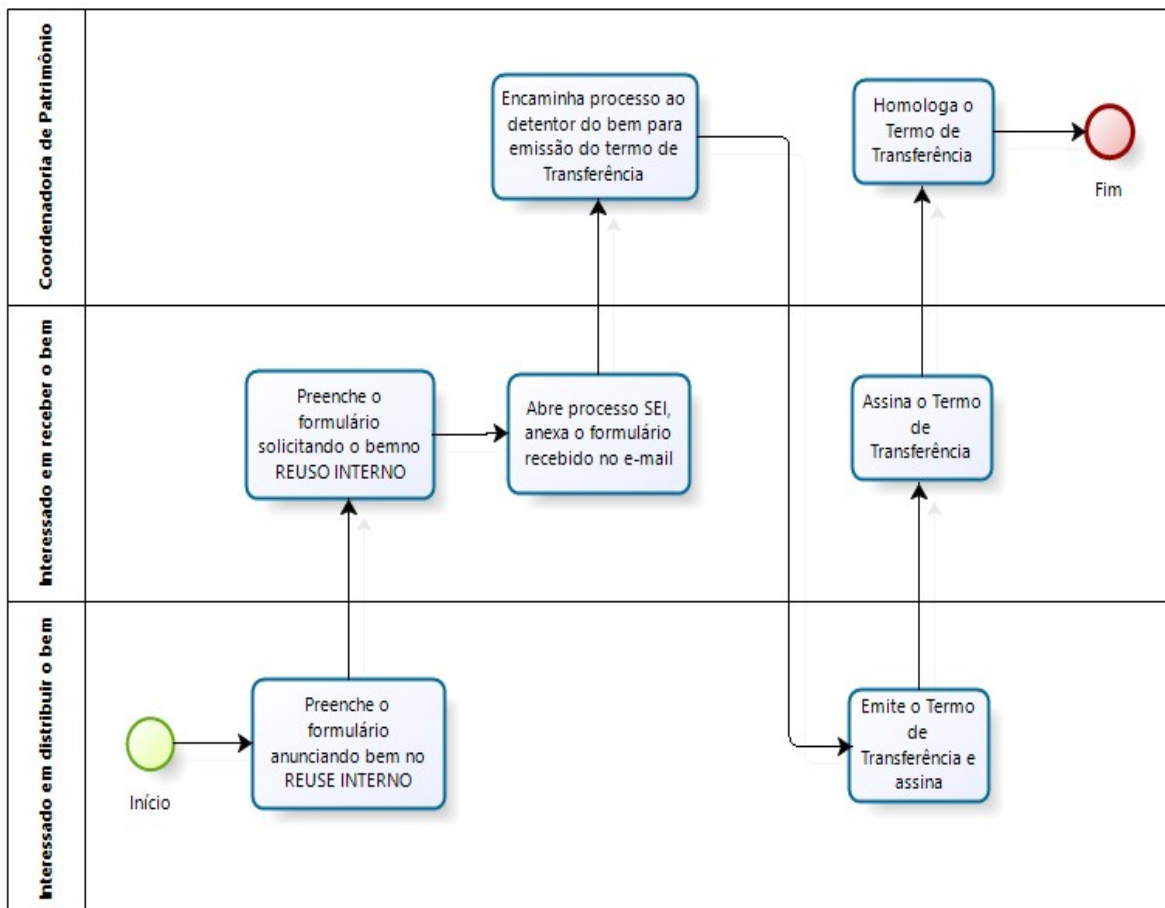 Coordenadoria de Patrimônio
Encaminha processo ao
detentor do bem para
emissão do termo de
Transferência
Homologa o
Termo de
Transferência
Fim
Interessado em receber o bem
Preenche o
formulário
solicitando o bemno
REUSO INTERNO
Abre processo SEI,
anexa o formulário
recebido no e-mail
Assina o Termo
de
Transferência
Interessado em distribuir o bem
Início
Preenche o
formulário
anunciando bem no
REUSE INTERNO
Emite o Termo
de
Transferência e
assina